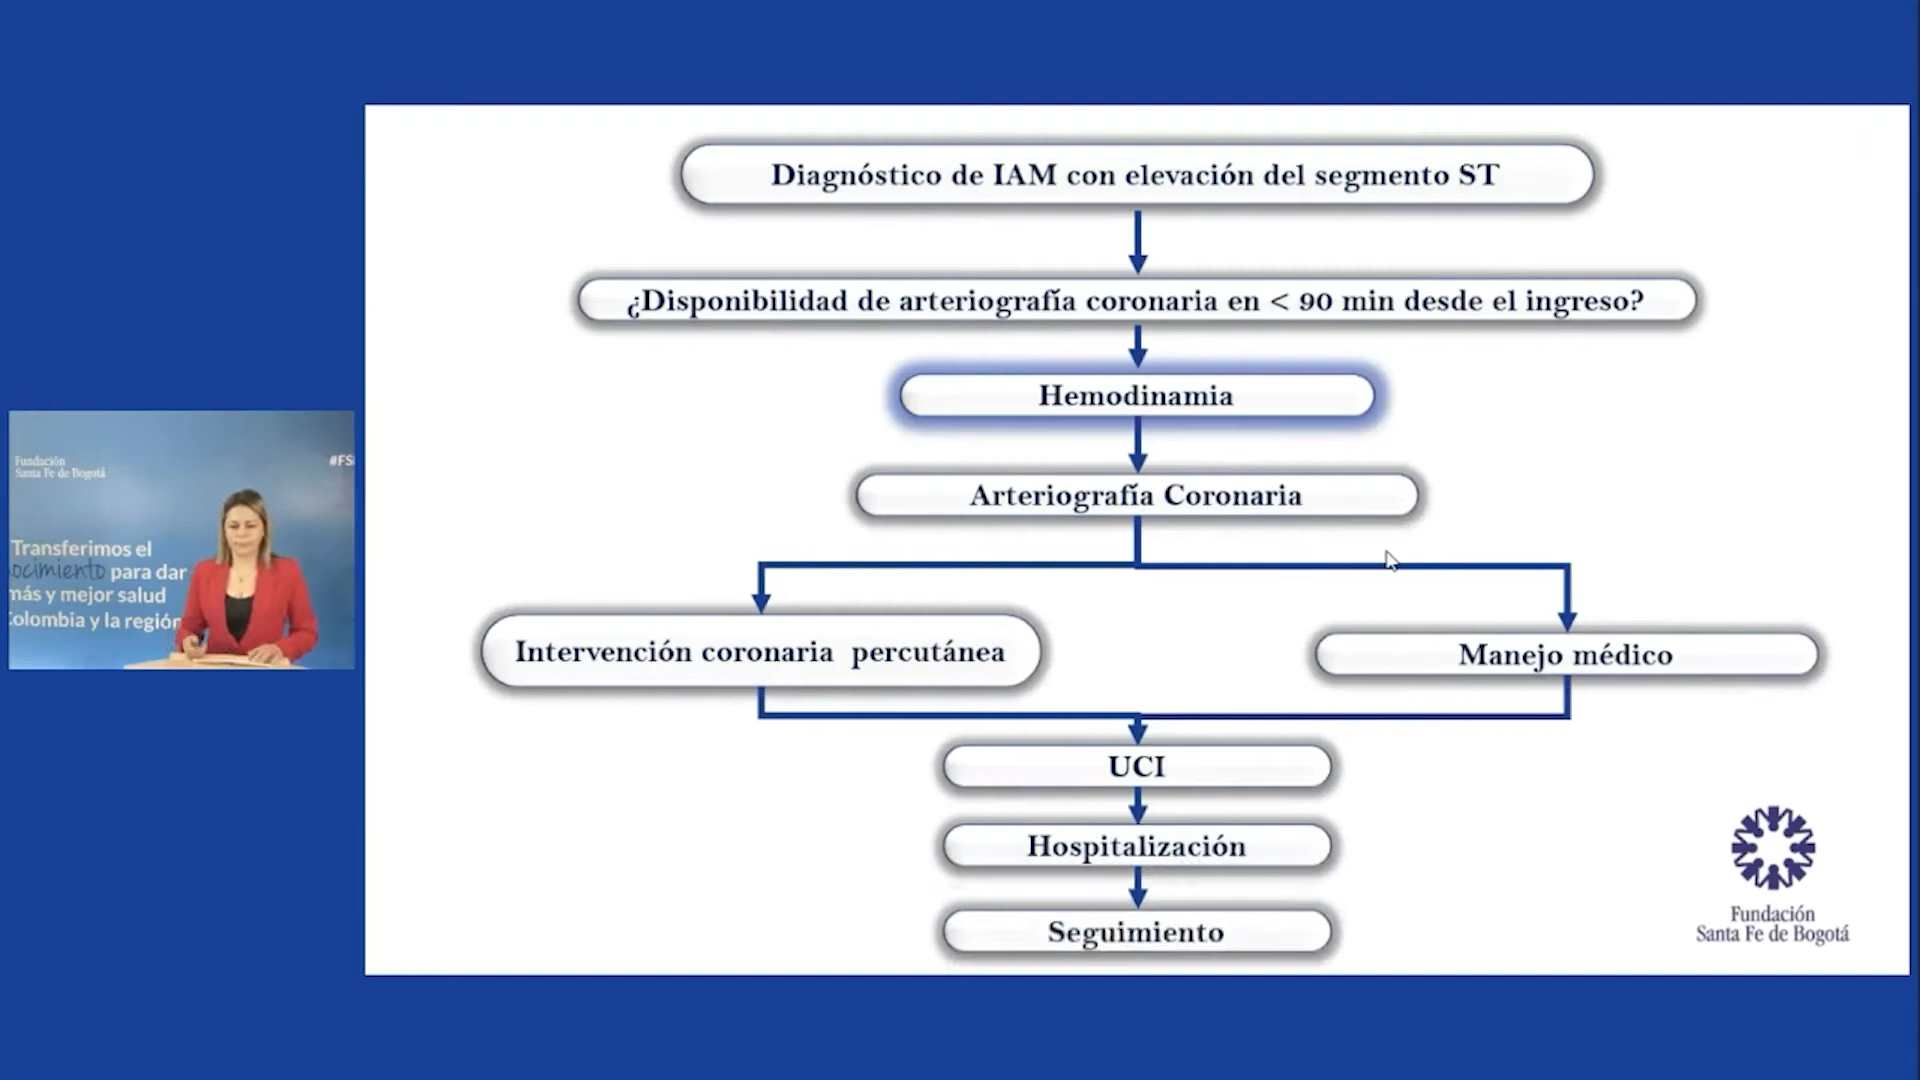 Diagnóstico de IAM con elevación del segmento ST
¿Disponibilidad de arteriografía coronaria en < 90 min desde el ingreso?
Hemodinamia
Arteriografía Coronaria
Intervención coronaria percutánea
Manejo médico
UCI
Hospitalización
Seguimiento
Fundación
Santa Fe de Bogotá
Fundación
Santa Fe de Bogotá
#FS
Transferimos el
ocimiento para dar
más y mejor salud
Colombia y la región